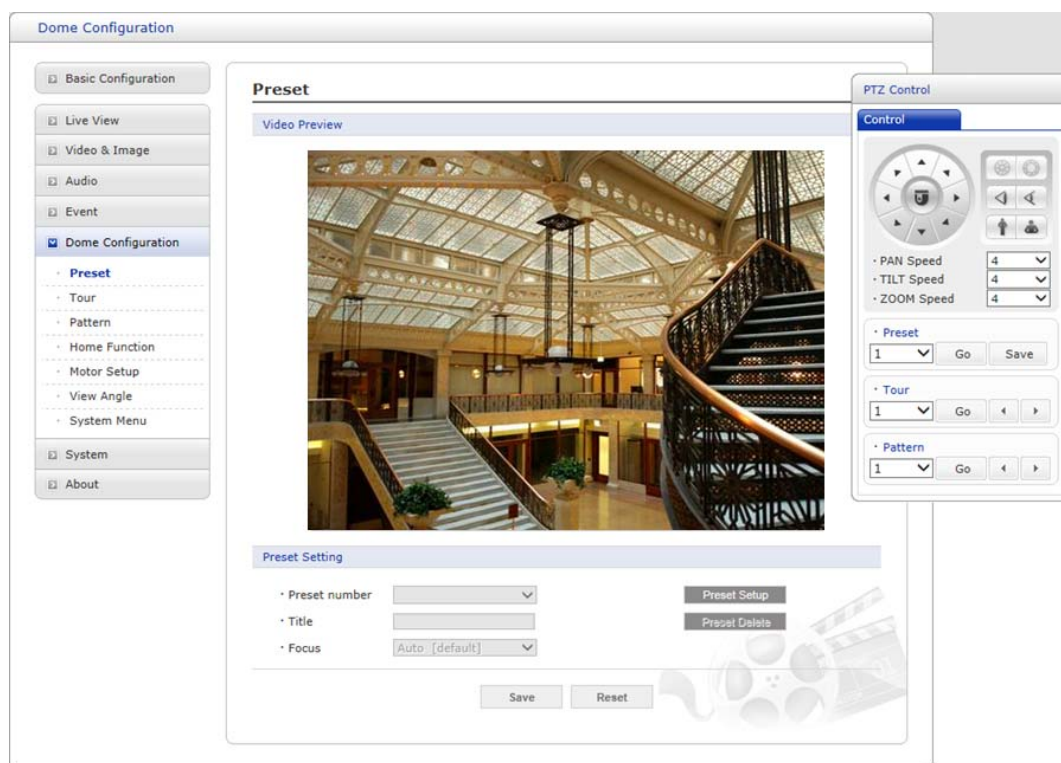 Dome Configuration
Basic Configuration
Live View
Video & Image
Audio
Event
Dome Configuration
Preset
Tour
Pattern
Home Function
Motor Setup
View Angle
System Menu
System
About
Preset
Video Preview
Preset Setting
Preset number
Title
Focus
Auto [default]
Preset Setup
Preset Delete
Save Reset
PTZ Control
Control
PAN Speed 4
TILT Speed 4
ZOOM Speed 4
Preset
1 Go Save
Tour
1 Go
Pattern
1 Go